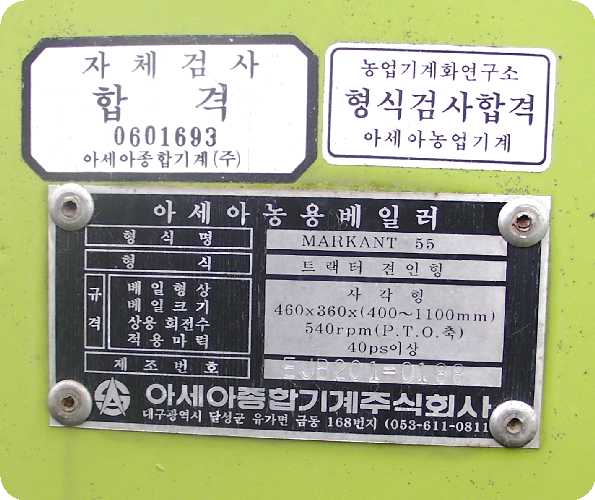 자체검사
합격
0601693
아세아종합기계(주)
농업기계화연구소
형식검사합격
아세아농업기계
아세아농용베일러
형식명 MARKANT 55
형식 트랙터견인형
규격
베일형상 사각형
베일크기 460x360x(400~1100mm)
상용회전수 540rpm(P.T.O.축)
적용마력 40ps이상
제조번호
아세아종합기계주식회사
대구광역시 달성군 유가면 금동 168번지 (053-611-0811